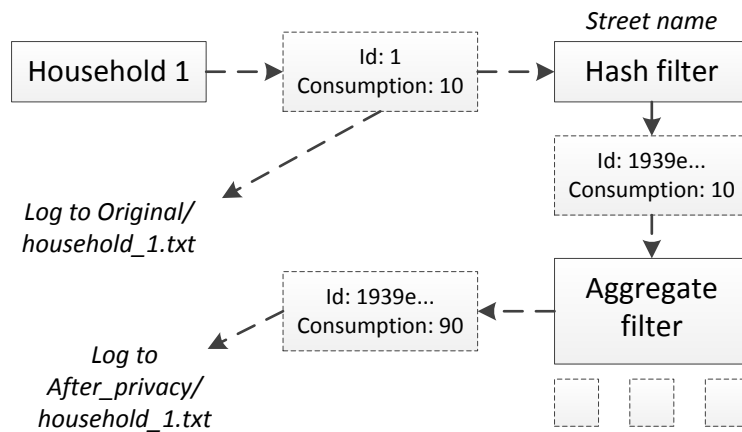 Street name
Household 1
Id: 1
Consumption: 10
Hash filter
Id: 1939e...
Consumption: 10
Log to Original/
household_1.txt
Aggregate
filter
Id: 1939e...
Consumption: 90
Log to
After_privacy/
household_1.txt